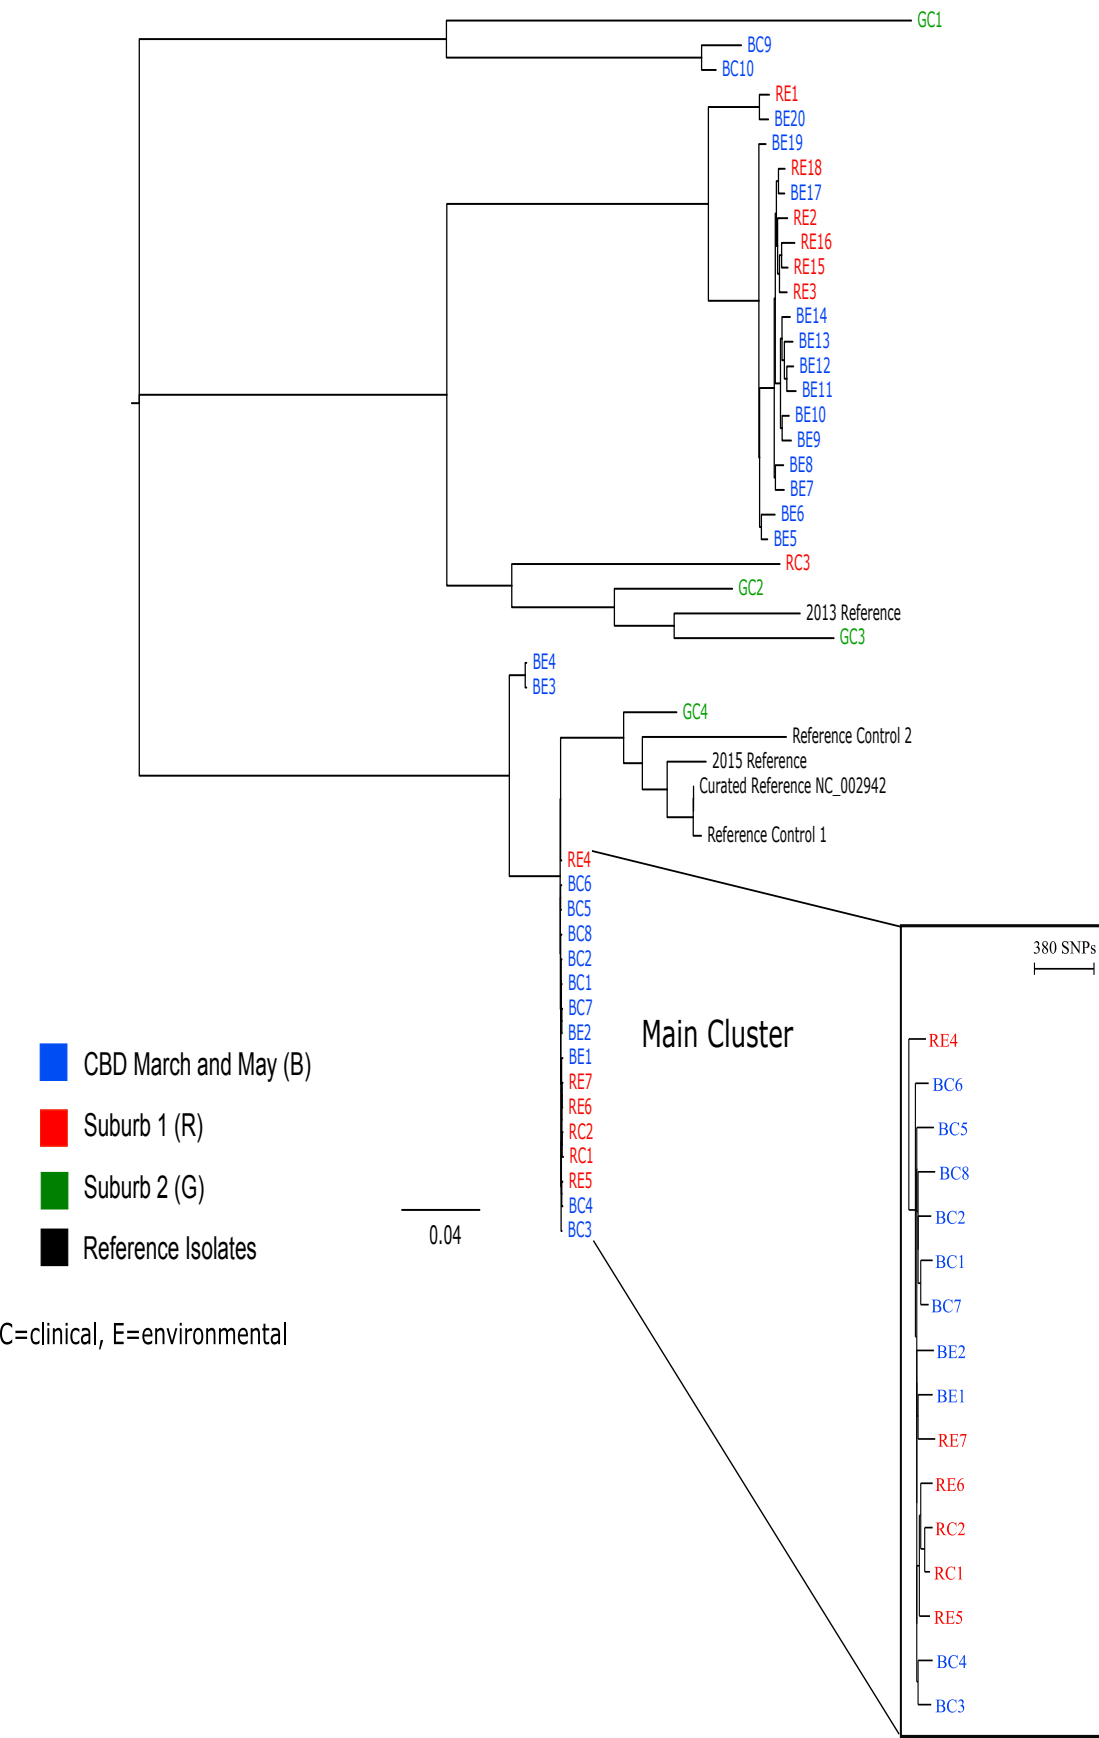 GC1
BC9
BC10
RE1
BE20
BE19
RE18
BE17
RE2
RE16
RE15
RE3
BE14
BE13
BE12
BE11
BE10
BE9
BE8
BE7
BE6
BE5
RC3
GC2
2013 Reference
GC3
BE4
BE3
GC4
Reference Control 2
2015 Reference
Curated Reference NC_002942
Reference Control 1
RE4
BC6
BC5
BC8
BC2
BC1
BC7
BE2
BE1
RE7
RE6
RC2
RC1
RE5
BC4
BC3
Main Cluster
CBD March and May (B)
Suburb 1 (R)
Suburb 2 (G)
Reference Isolates
C=clinical, E=environmental
0.04
380 SNPs
RE4
BC6
BC5
BC8
BC2
BC1
BC7
BE2
BE1
RE7
RE6
RC2
RC1
RE5
BC4
BC3